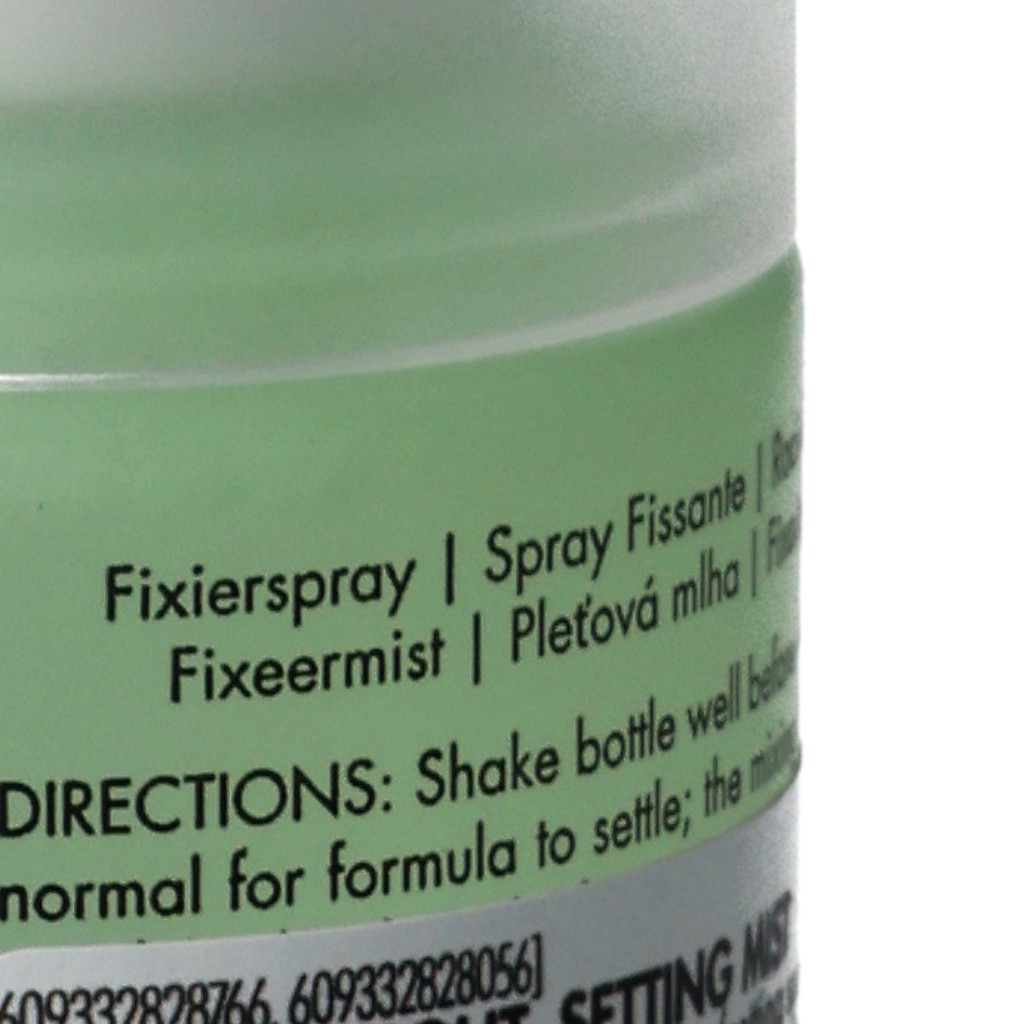 Fixierspray | Spray Fissante |
Fixeermist | Pleťová mlha |
DIRECTIONS: Shake bottle well before
normal for formula to settle; the
609332828766, 609332828056]
SETTING MIST